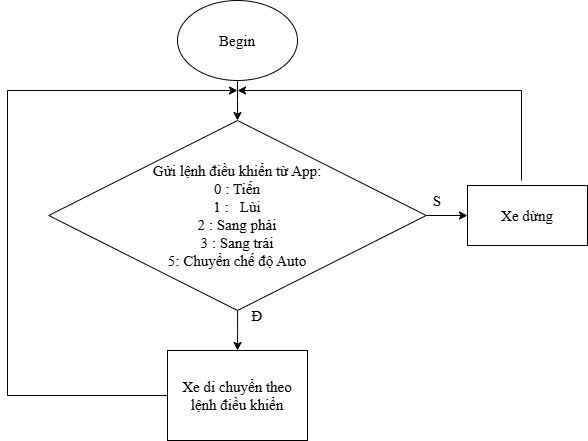 Begin
Gửi lệnh điều khiển từ App:
0 : Tiến
1 :   Lùi
2 : Sang phải
3 : Sang trái
5: Chuyển chế độ Auto
S
Xe dừng
Đ
Xe di chuyển theo
lệnh điều khiển